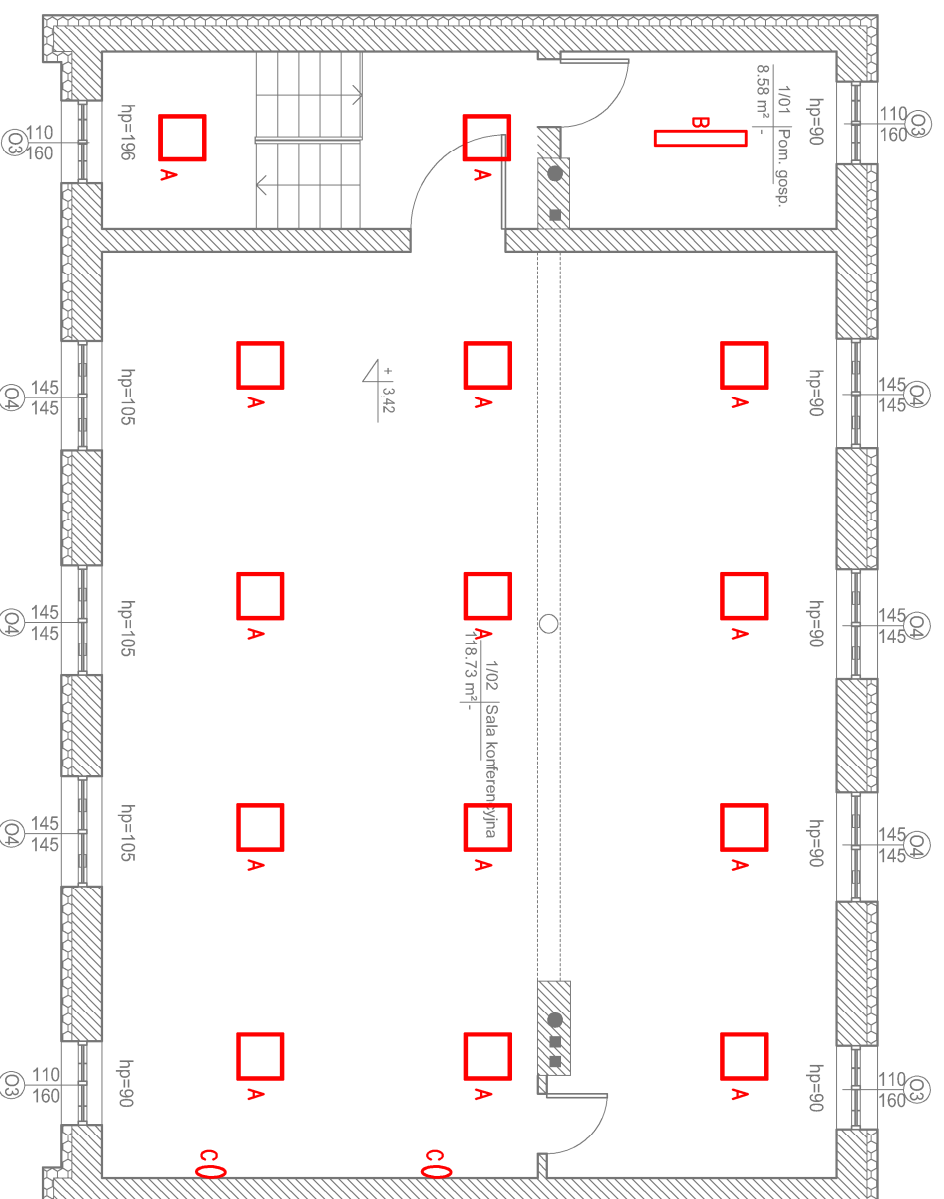 O3
110
160
hp=90
1/01 Pom. gosp.
8.58 m² -
B
hp=196
110
160
O3
A
A
O4
145
145
hp=90
A
A
A
+ 342
hp=105
145
145
O4
O4
145
145
hp=90
A
A
A
1/02 Sala konferencyjna
118.73 m² -
hp=105
145
145
O4
O4
145
145
hp=90
A
A
A
hp=105
145
145
O4
O3
110
160
hp=90
A
A
A
hp=90
110
160
O3
C
C